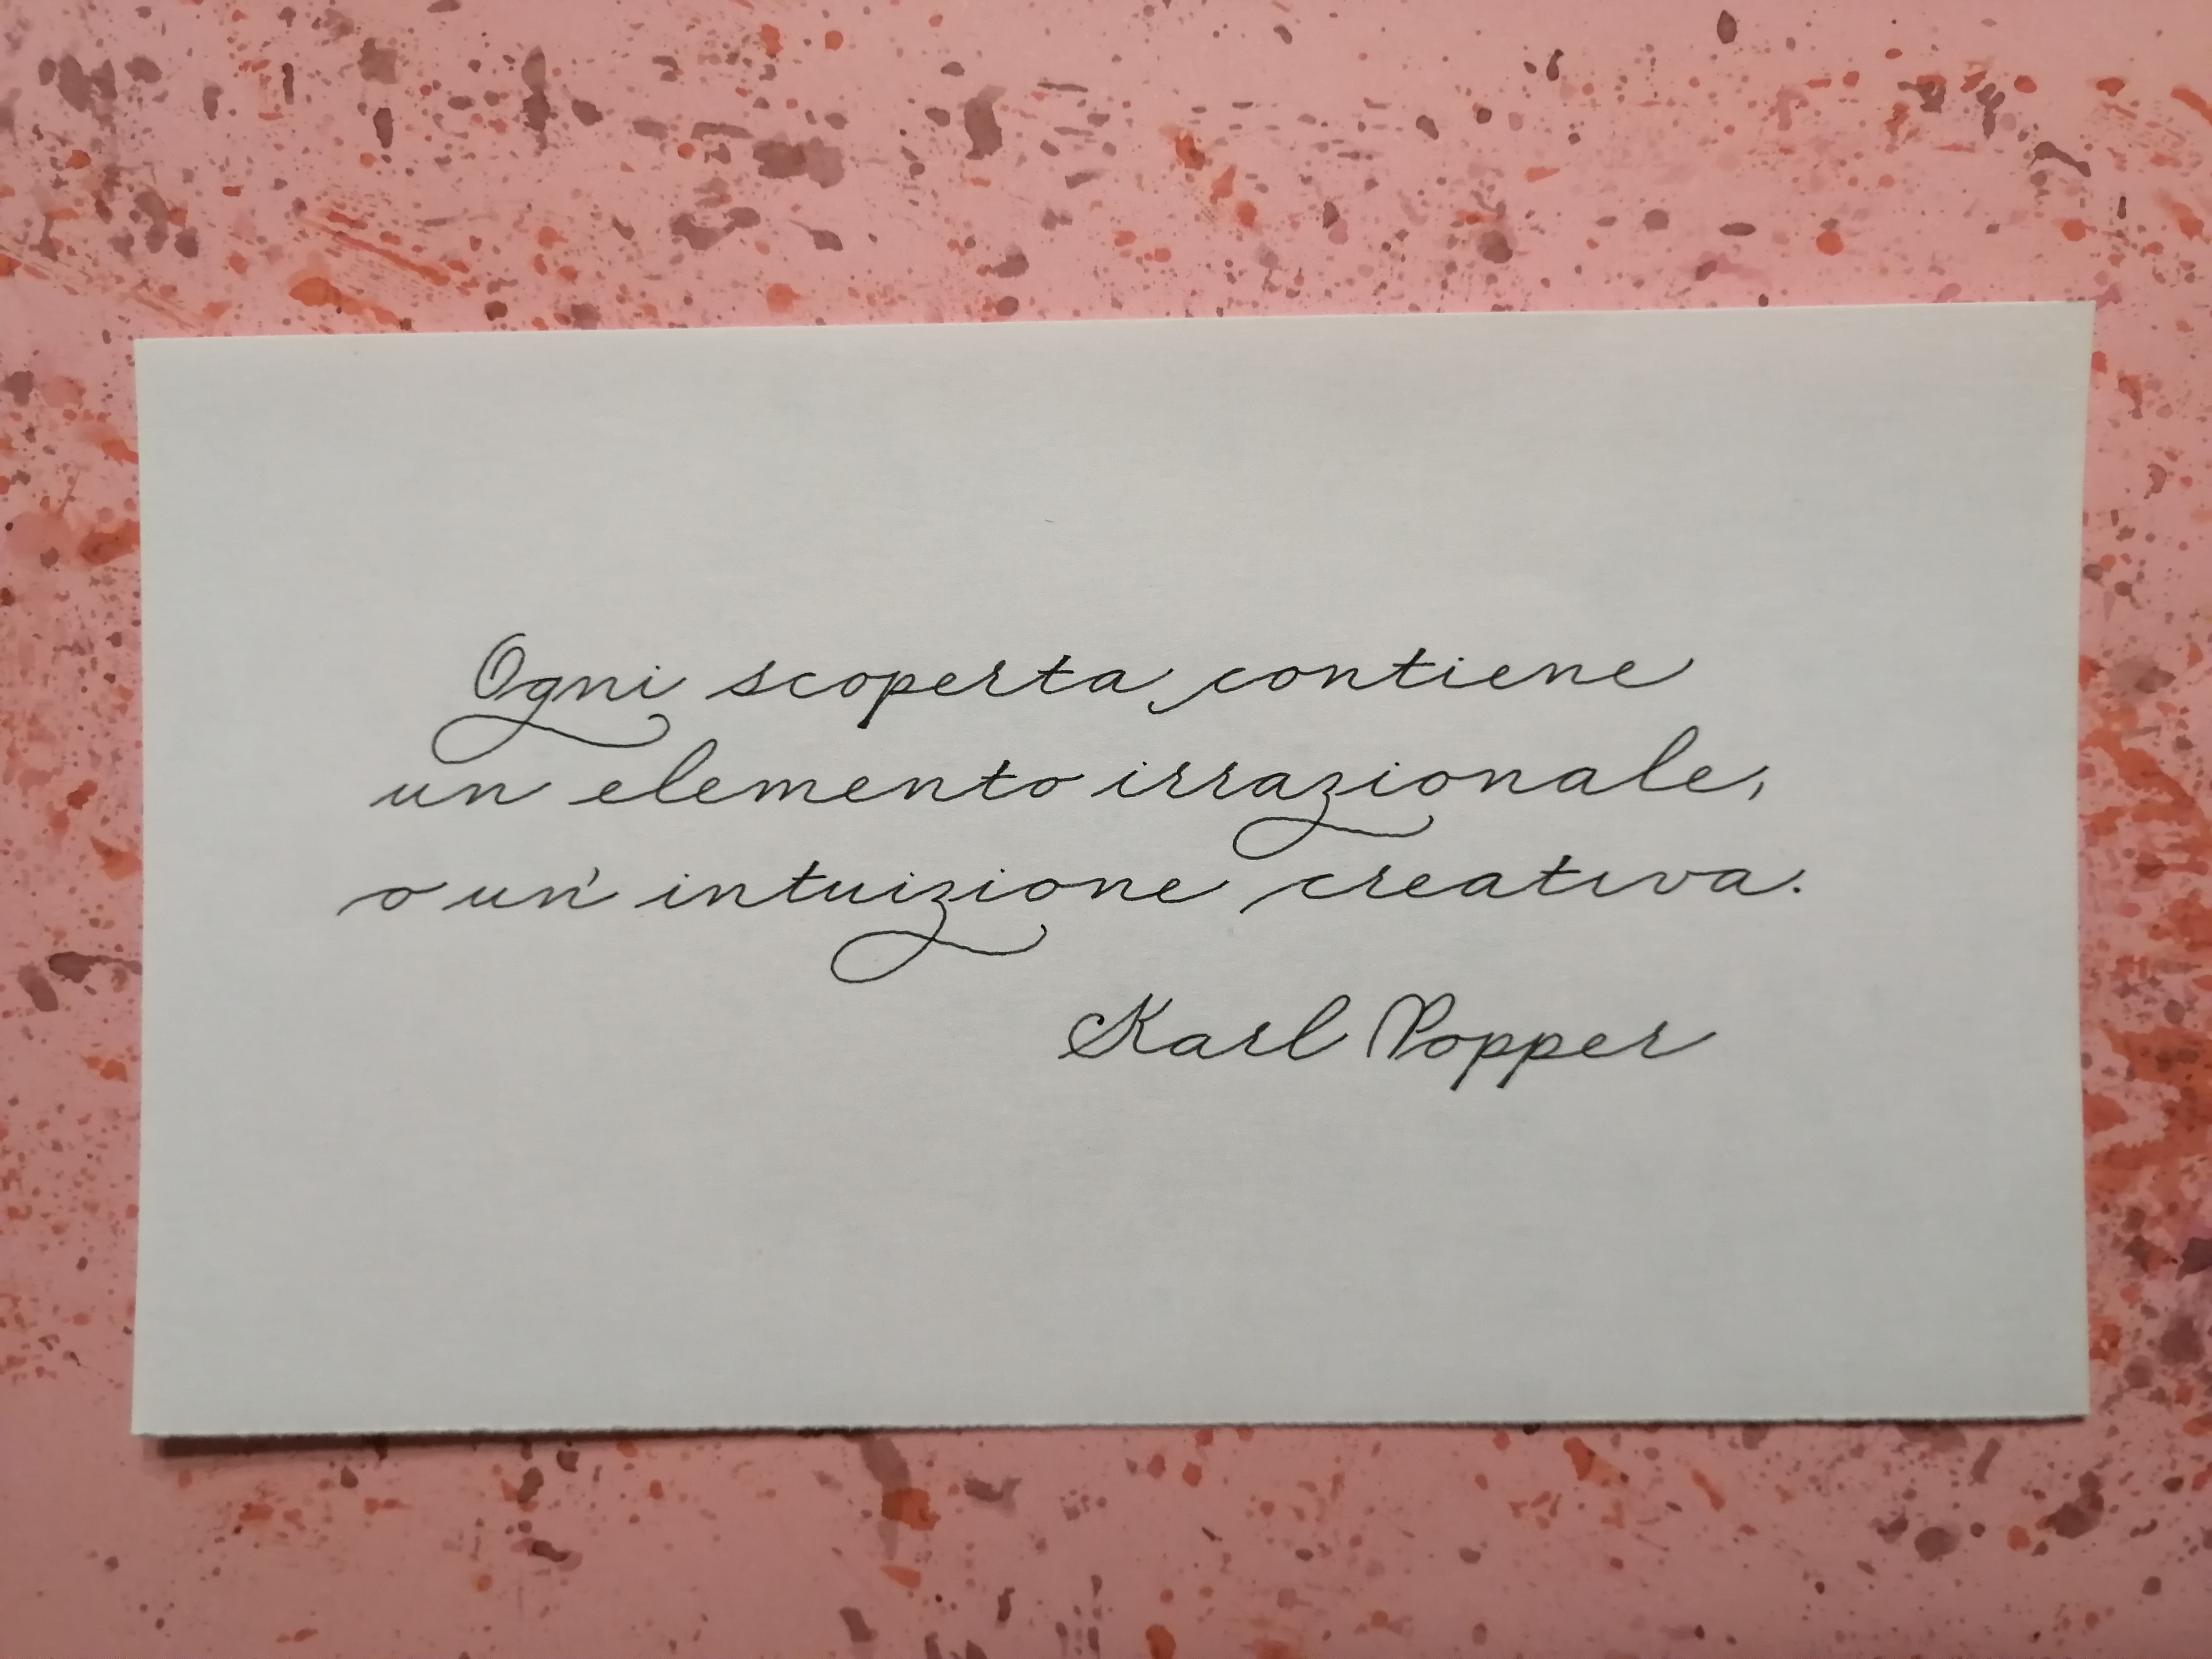 Ogni scoperta contiene
un elemento irrazionale,
o un' intuizione creativa.
Karl Popper